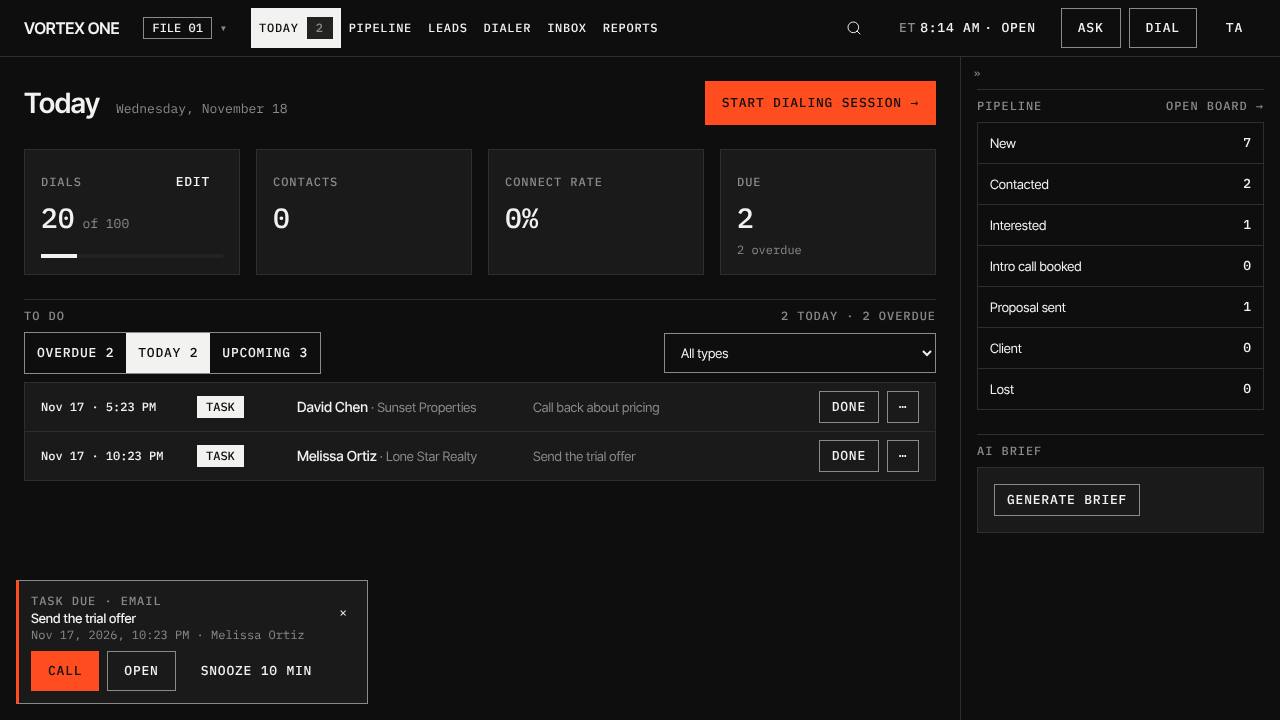 VORTEX ONE FILE 01 ▾ TODAY 2 PIPELINE LEADS DIALER INBOX REPORTS ET 8:14 AM · OPEN ASK DIAL TA
Today Wednesday, November 18 START DIALING SESSION →
DIALS EDIT
20 of 100
CONTACTS
0
CONNECT RATE
0%
DUE
2
2 overdue
TO DO 2 TODAY · 2 OVERDUE
OVERDUE 2 TODAY 2 UPCOMING 3 All types
Nov 17 · 5:23 PM TASK David Chen · Sunset Properties Call back about pricing DONE ⋯
Nov 17 · 10:23 PM TASK Melissa Ortiz · Lone Star Realty Send the trial offer DONE ⋯
»
PIPELINE OPEN BOARD →
New 7
Contacted 2
Interested 1
Intro call booked 0
Proposal sent 1
Client 0
Lost 0
AI BRIEF
GENERATE BRIEF
TASK DUE · EMAIL
Send the trial offer ×
Nov 17, 2026, 10:23 PM · Melissa Ortiz
CALL OPEN SNOOZE 10 MIN